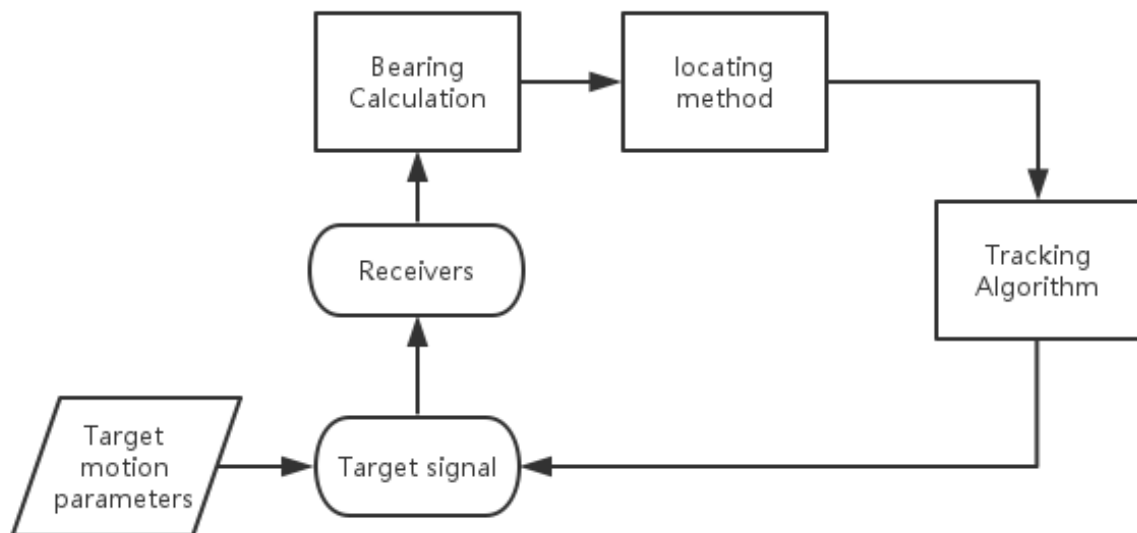 Bearing
Calculation
locating
method
Receivers
Tracking
Algorithm
Target
motion
parameters
Target signal